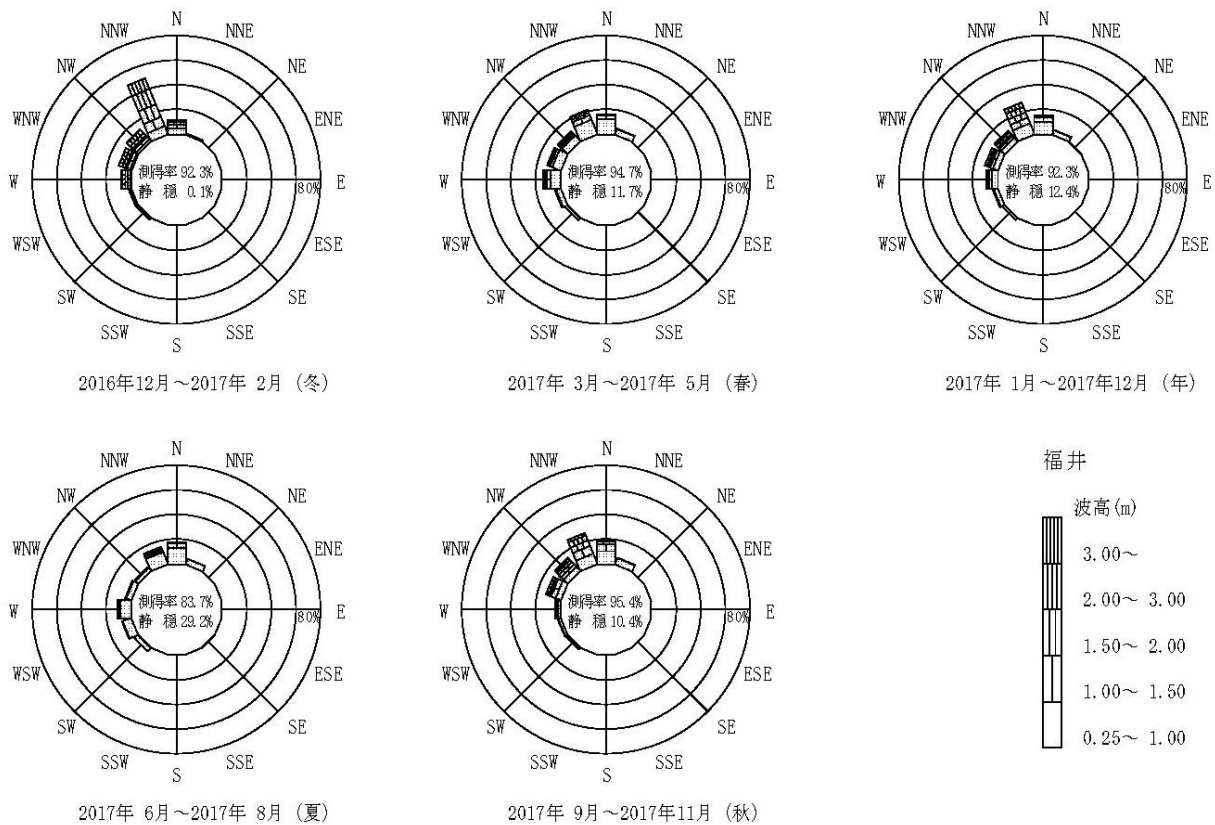 N
NNE
NE
ENE
E
ESE
SE
SSE
S
SSW
SW
WSW
W
WNW
NW
NNW
80%
測得率 92.3%
静 穏 0.1%
2016年12月～2017年 2月 (冬)
N
NNE
NE
ENE
E
ESE
SE
SSE
S
SSW
SW
WSW
W
WNW
NW
NNW
80%
測得率 94.7%
静 穏 11.7%
2017年 3月～2017年 5月 (春)
N
NNE
NE
ENE
E
ESE
SE
SSE
S
SSW
SW
WSW
W
WNW
NW
NNW
80%
測得率 92.3%
静 穏 12.4%
2017年 1月～2017年12月 (年)
N
NNE
NE
ENE
E
ESE
SE
SSE
S
SSW
SW
WSW
W
WNW
NW
NNW
80%
測得率 83.7%
静 穏 29.2%
2017年 6月～2017年 8月 (夏)
N
NNE
NE
ENE
E
ESE
SE
SSE
S
SSW
SW
WSW
W
WNW
NW
NNW
80%
測得率 95.4%
静 穏 10.4%
2017年 9月～2017年11月 (秋)
福井
波高(m)
3.00～
2.00～ 3.00
1.50～ 2.00
1.00～ 1.50
0.25～ 1.00